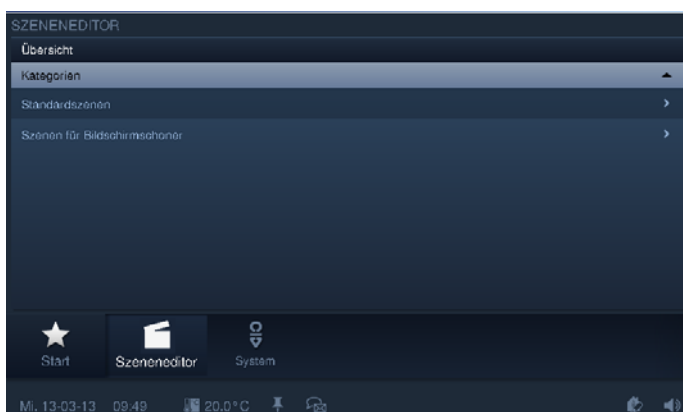 SZENENEDITOR
Übersicht
Kategorien
Standardszenen
Szenen für Bildschirmschoner
Start
Szeneneditor
System
Mi. 13-03-13 09:49 20.0°C